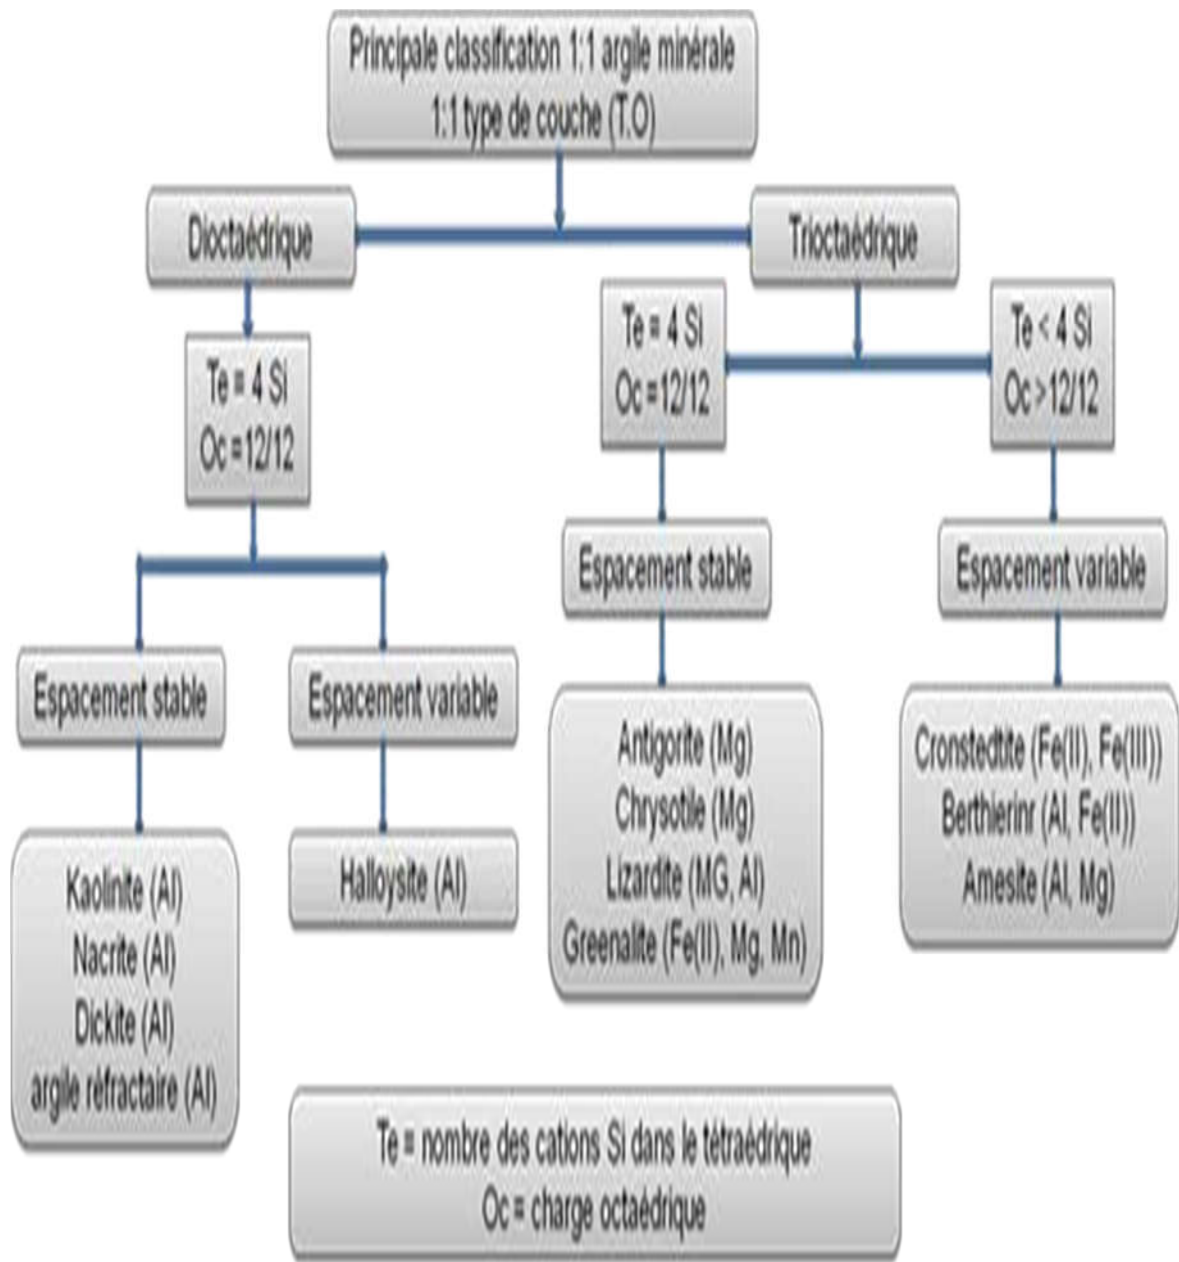 Principale classification 1:1 argile minérale
1:1 type de couche (T.O)
Dioctaédrique
Trioctaédrique
Te = 4 Si
Oc =12/12
Te = 4 Si
Oc =12/12
Te < 4 Si
Oc >12/12
Espacement stable
Espacement variable
Espacement stable
Espacement variable
Kaolinite (Al)
Nacrite (Al)
Dickite (Al)
argile réfractaire (Al)
Halloysite (Al)
Antigorite (Mg)
Chrysotile (Mg)
Lizardite (MG, Al)
Greenalite (Fe(II), Mg, Mn)
Cronstedtite (Fe(II), Fe(III))
Berthierinr (Al, Fe(II))
Amesite (Al, Mg)
Te = nombre des cations Si dans le tétraédrique
Oc = charge octaédrique